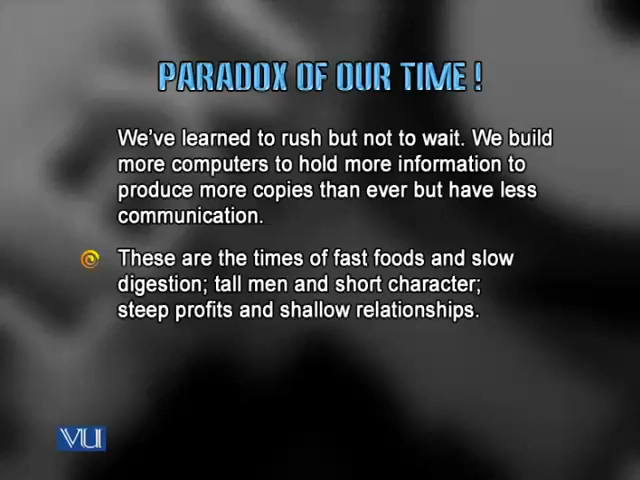 PARADOX OF OUR TIME !
We've learned to rush but not to wait. We build
more computers to hold more information to
produce more copies than ever but have less
communication.
These are the times of fast foods and slow
digestion; tall men and short character;
steep profits and shallow relationships.
VU